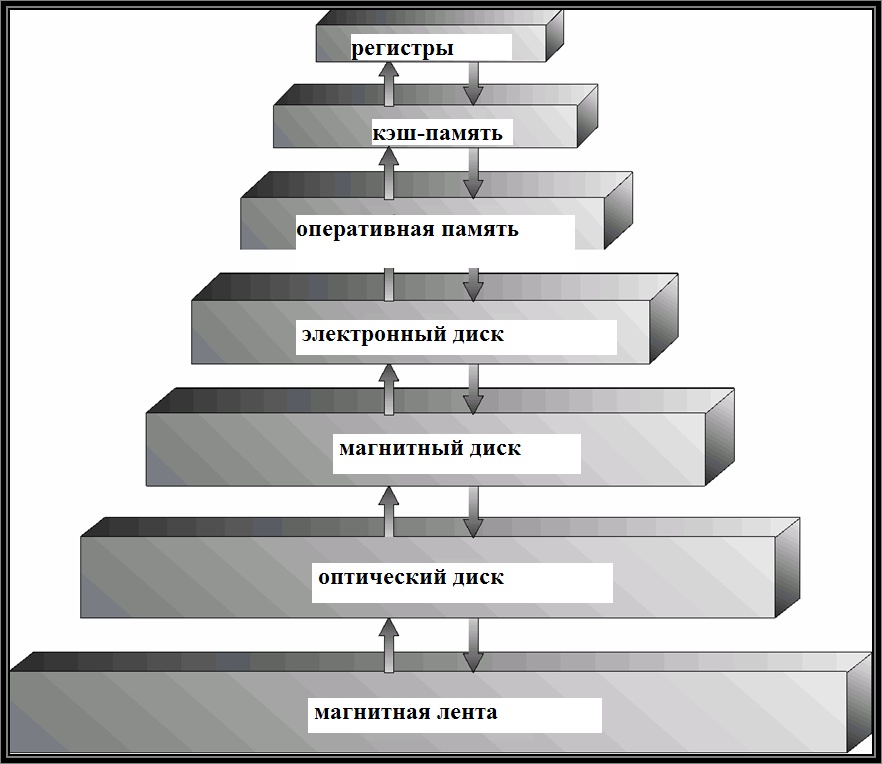 регистры
кэш-память
оперативная память
электронный диск
магнитный диск
оптический диск
магнитная лента